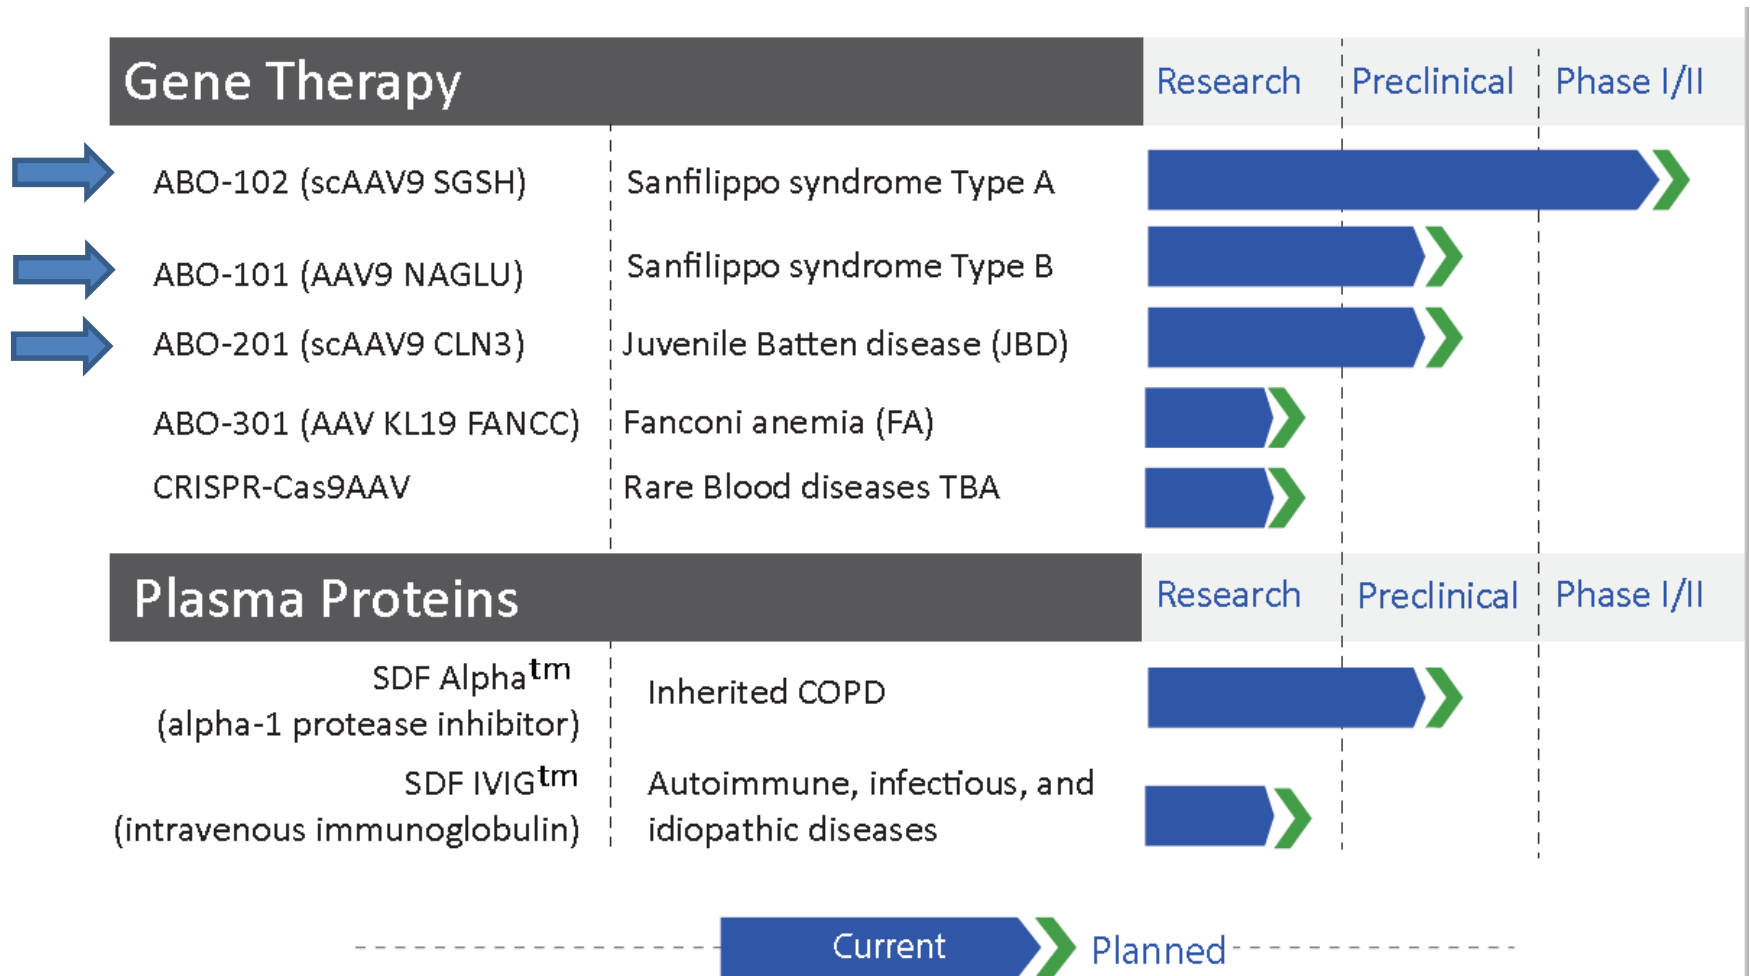 Gene Therapy Research Preclinical Phase I/II
ABO-102 (scAAV9 SGSH) Sanfilippo syndrome Type A
ABO-101 (AAV9 NAGLU) Sanfilippo syndrome Type B
ABO-201 (scAAV9 CLN3) Juvenile Batten disease (JBD)
ABO-301 (AAV KL19 FANCC) Fanconi anemia (FA)
CRISPR-Cas9AAV Rare Blood diseases TBA
Plasma Proteins Research Preclinical Phase I/II
SDF Alpha™ Inherited COPD
(alpha-1 protease inhibitor)
SDF IVIG™ Autoimmune, infectious, and
(intravenous immunoglobulin) idiopathic diseases
Current Planned